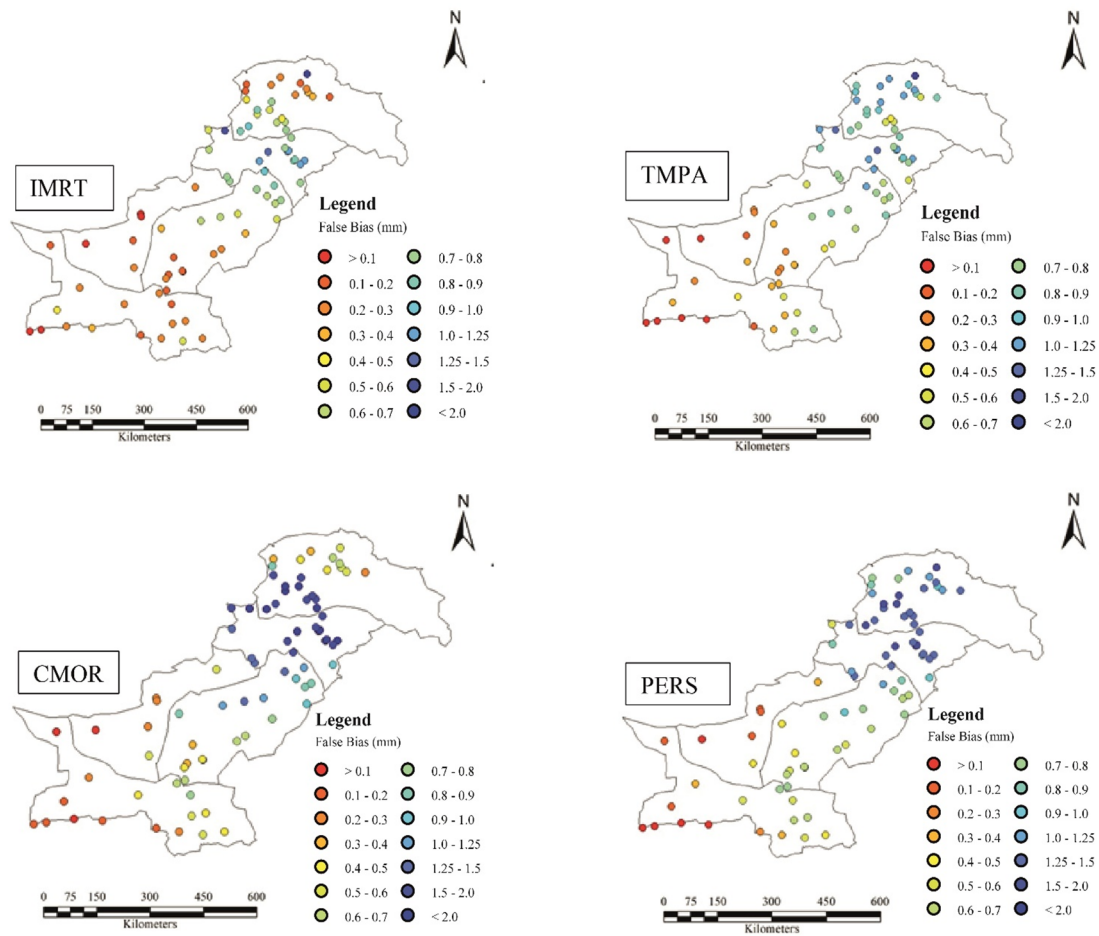 N
IMRT
Legend
False Bias (mm)
> 0.1
0.1 - 0.2
0.2 - 0.3
0.3 - 0.4
0.4 - 0.5
0.5 - 0.6
0.6 - 0.7
0.7 - 0.8
0.8 - 0.9
0.9 - 1.0
1.0 - 1.25
1.25 - 1.5
1.5 - 2.0
< 2.0
0 75 150 300 450 600
Kilometers
N
TMPA
Legend
False Bias (mm)
> 0.1
0.1 - 0.2
0.2 - 0.3
0.3 - 0.4
0.4 - 0.5
0.5 - 0.6
0.6 - 0.7
0.7 - 0.8
0.8 - 0.9
0.9 - 1.0
1.0 - 1.25
1.25 - 1.5
1.5 - 2.0
< 2.0
0 75 150 300 450 600
Kilometers
N
CMOR
Legend
False Bias (mm)
> 0.1
0.1 - 0.2
0.2 - 0.3
0.3 - 0.4
0.4 - 0.5
0.5 - 0.6
0.6 - 0.7
0.7 - 0.8
0.8 - 0.9
0.9 - 1.0
1.0 - 1.25
1.25 - 1.5
1.5 - 2.0
< 2.0
0 75 150 300 450 600
Kilometers
N
PERS
Legend
False Bias (mm)
> 0.1
0.1 - 0.2
0.2 - 0.3
0.3 - 0.4
0.4 - 0.5
0.5 - 0.6
0.6 - 0.7
0.7 - 0.8
0.8 - 0.9
0.9 - 1.0
1.0 - 1.25
1.25 - 1.5
1.5 - 2.0
< 2.0
0 75 150 300 450 600
Kilometers